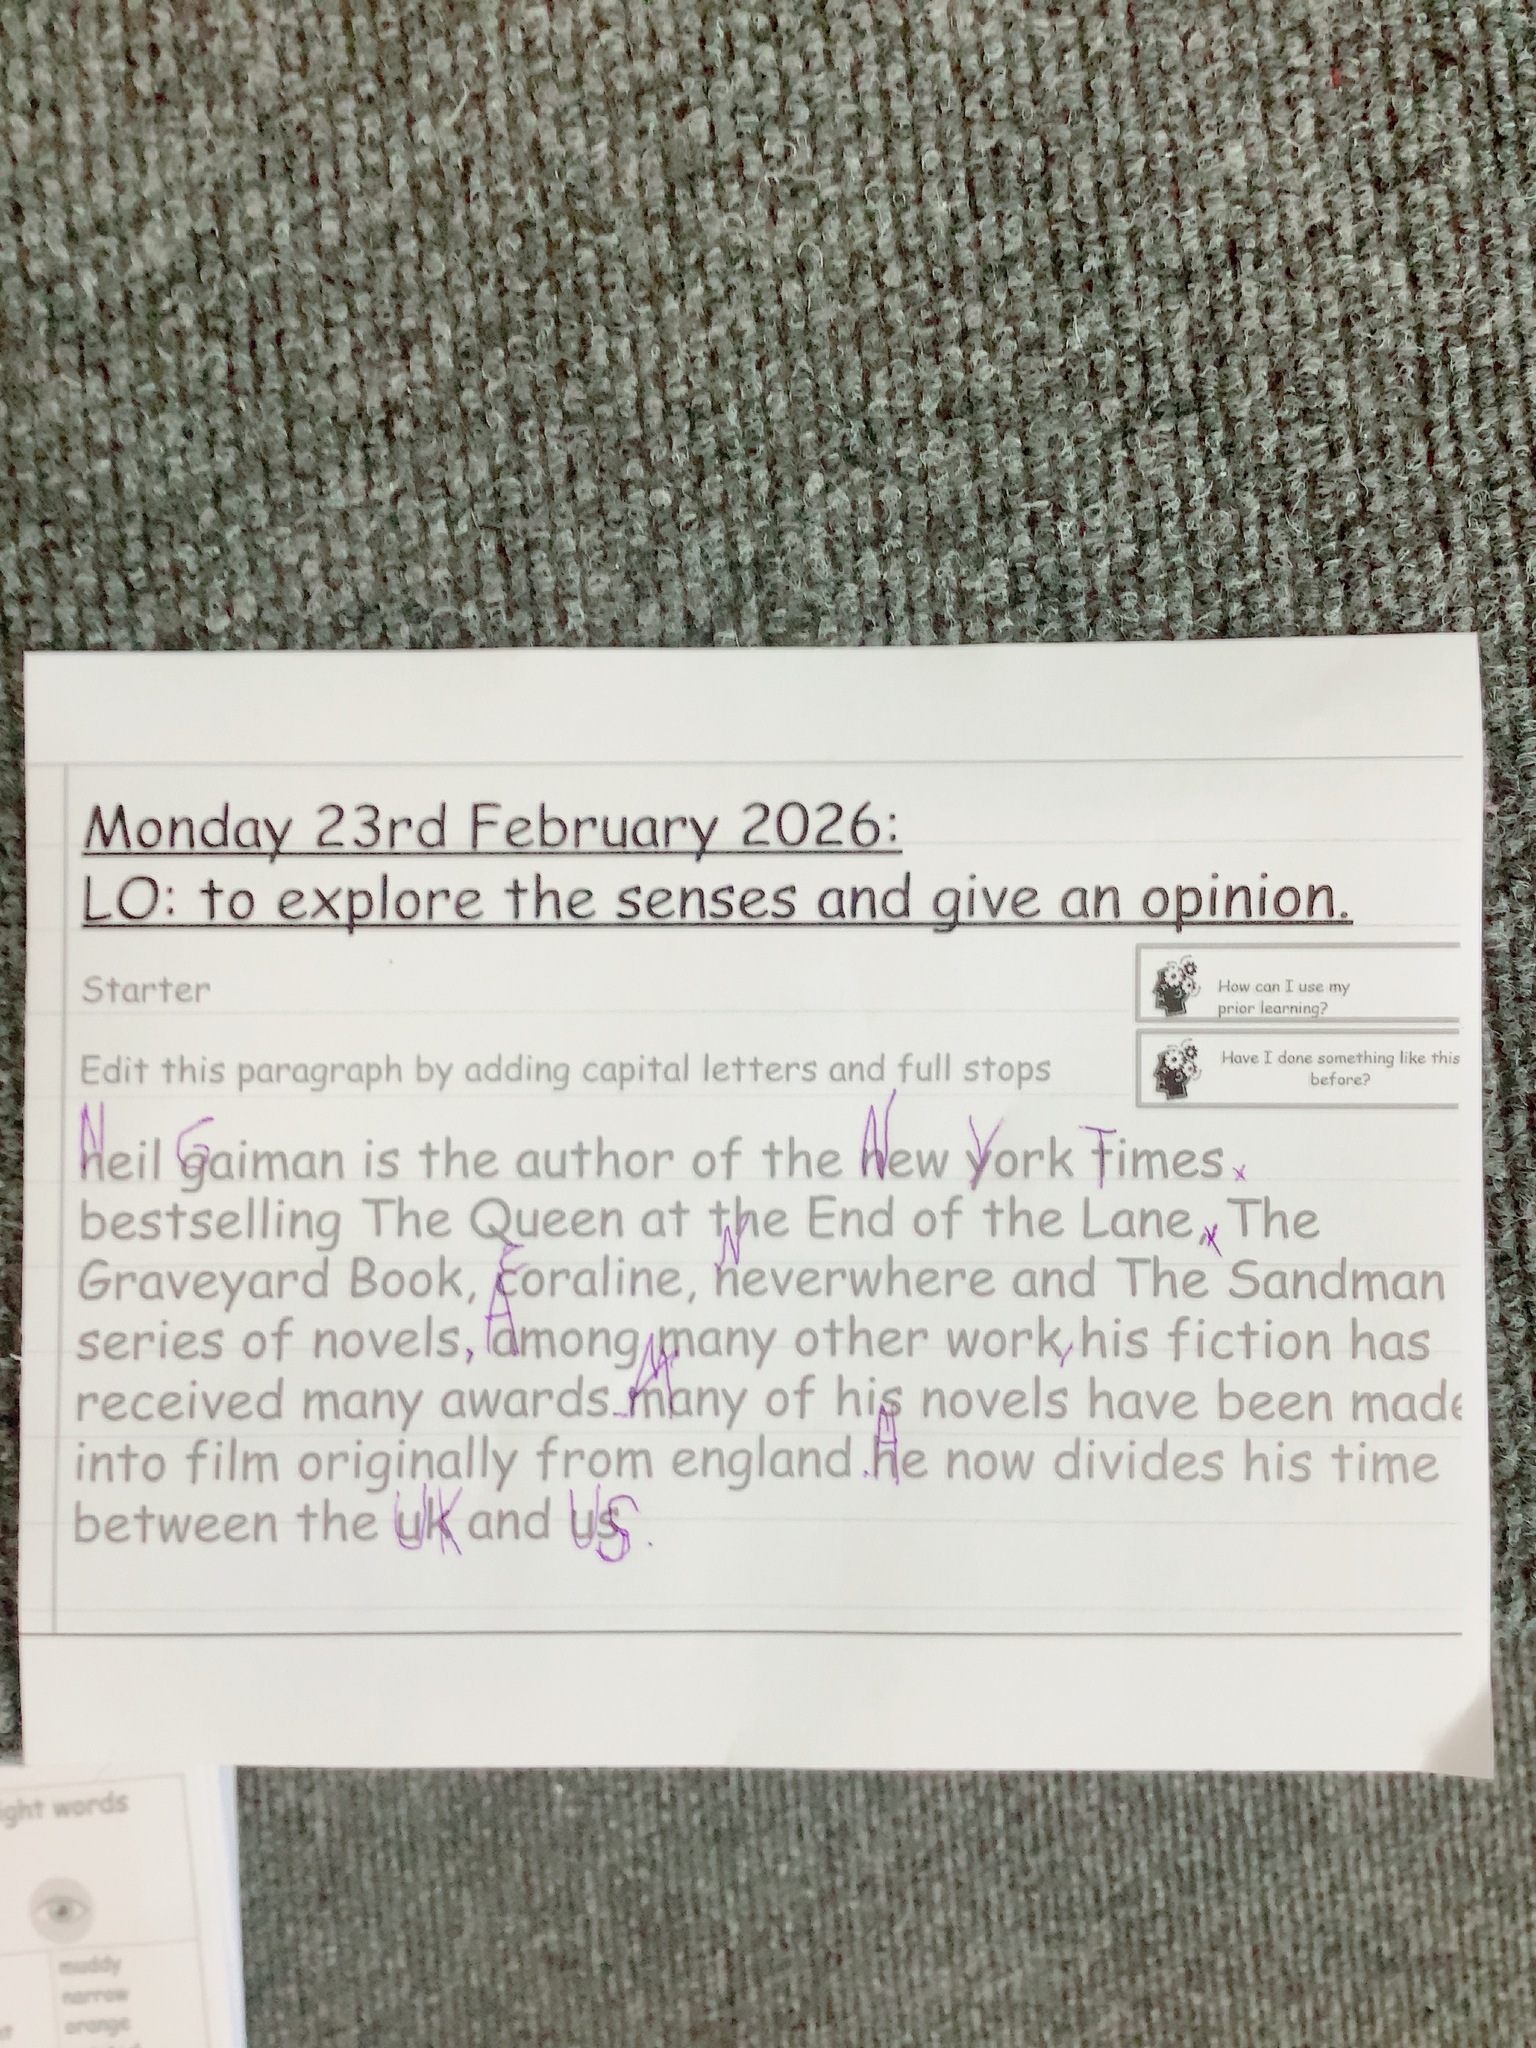 Monday 23rd February 2026:
LO: to explore the senses and give an opinion.
Starter
How can I use my
prior learning?
Edit this paragraph by adding capital letters and full stops
Have I done something like this
before?
Neil Gaiman is the author of the New York Times. x
bestselling The Queen at the End of the Lane, x The
Graveyard Book, Coraline, Neverwhere and The Sandman
series of novels, Among many other work, his fiction has
received many awards. Many of his novels have been made
into film originally from england. He now divides his time
between the UK and US.
words
muddy
narrow
orange